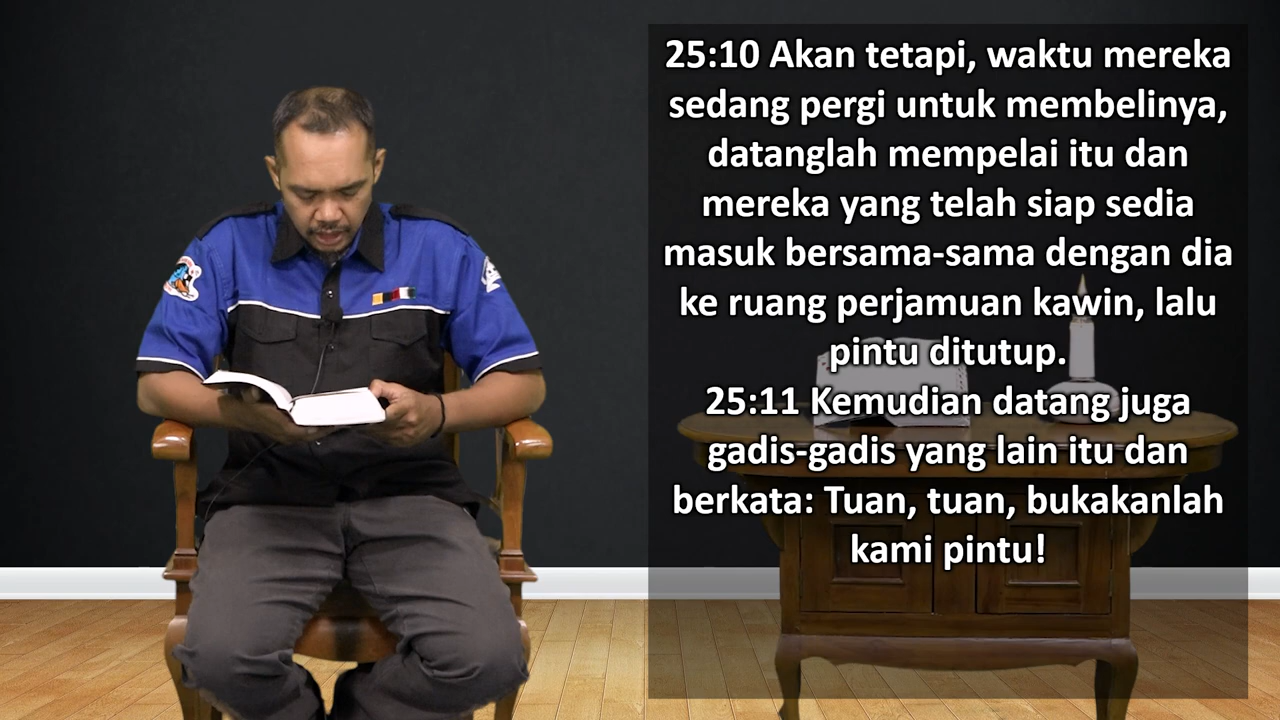 25:10 Akan tetapi, waktu mereka
sedang pergi untuk membelinya,
datanglah mempelai itu dan
mereka yang telah siap sedia
masuk bersama-sama dengan dia
ke ruang perjamuan kawin, lalu
pintu ditutup.
25:11 Kemudian datang juga
gadis-gadis yang lain itu dan
berkata: Tuan, tuan, bukakanlah
kami pintu!